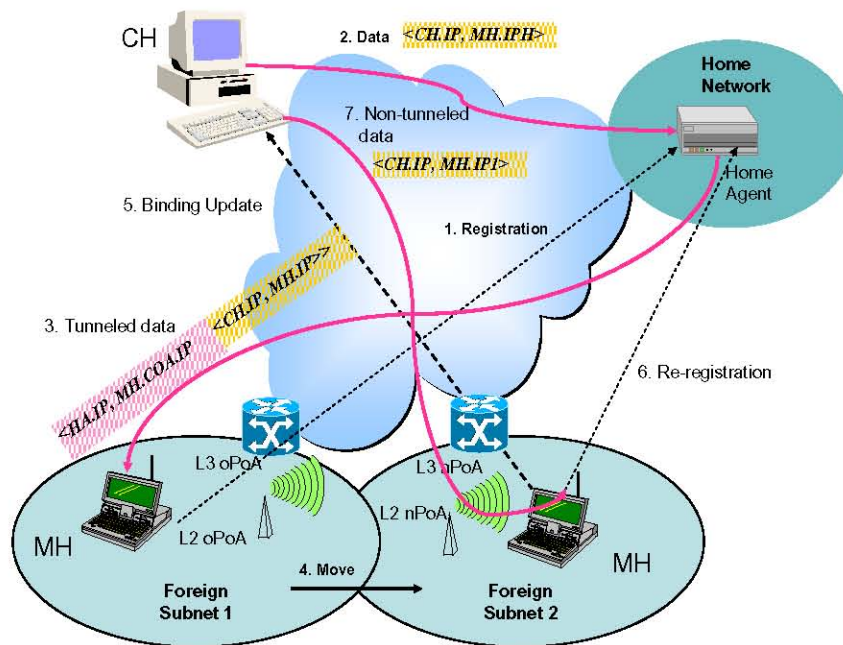 2. Data
<CH.IP, MH.IPH>
CH
Home
Network
7. Non-tunneled
data
<CH.IP, MH.IP1>
Home
Agent
5. Binding Update
1. Registration
3. Tunneled data
<HA.IP, MH.COA.IP
<CH.IP, MH.IP>>
6. Re-registration
L3 oPoA
L3 nPoA
L2 oPoA
L2 nPoA
MH
MH
4. Move
Foreign
Subnet 1
Foreign
Subnet 2